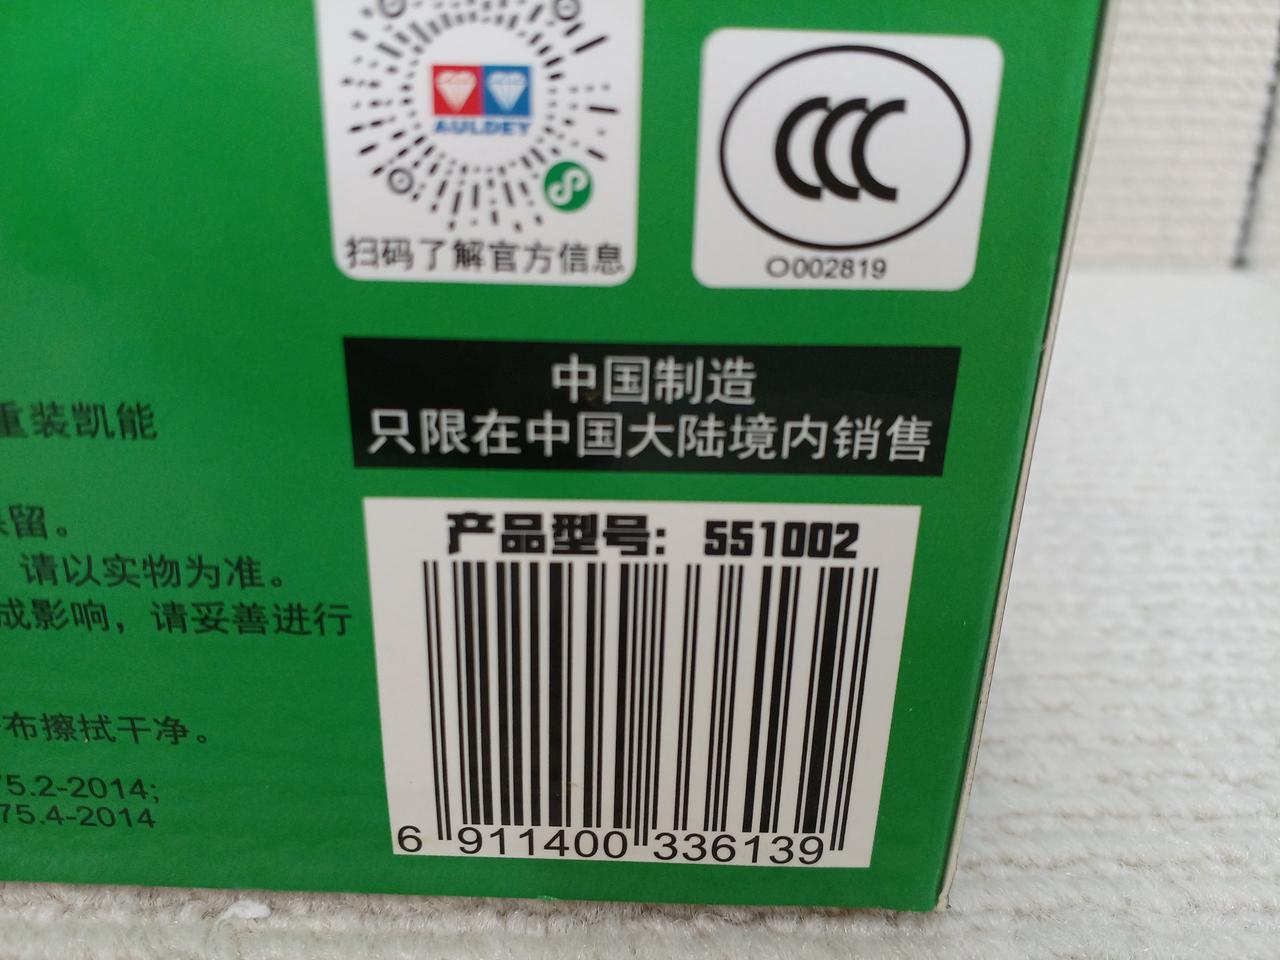 AULDEY
扫码了解官方信息
CCC
O002819
中国制造
只限在中国大陆境内销售
重装凯能
保留。
请以实物为准。
成影响，请妥善进行
布擦拭干净。
75.2-2014;
75.4-2014
产品型号：551002
6 911400 336139